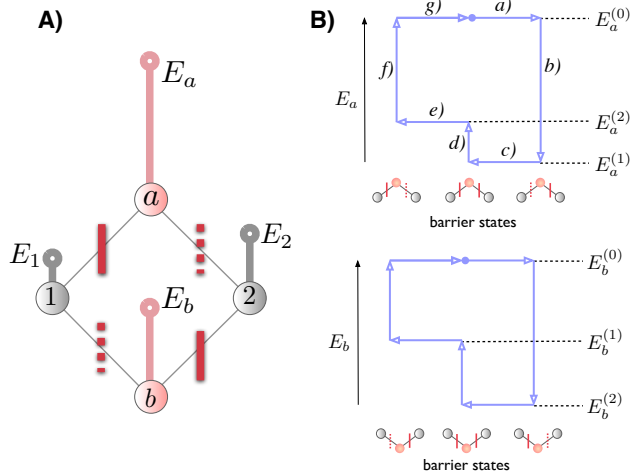 A)
E_a
a
E_1
E_2
1
2
E_b
b
B)
g)
a)
E_a^{(0)}
f)
b)
E_a
e)
E_a^{(2)}
d)
c)
E_a^{(1)}
barrier states
E_b^{(0)}
E_b
E_b^{(1)}
E_b^{(2)}
barrier states